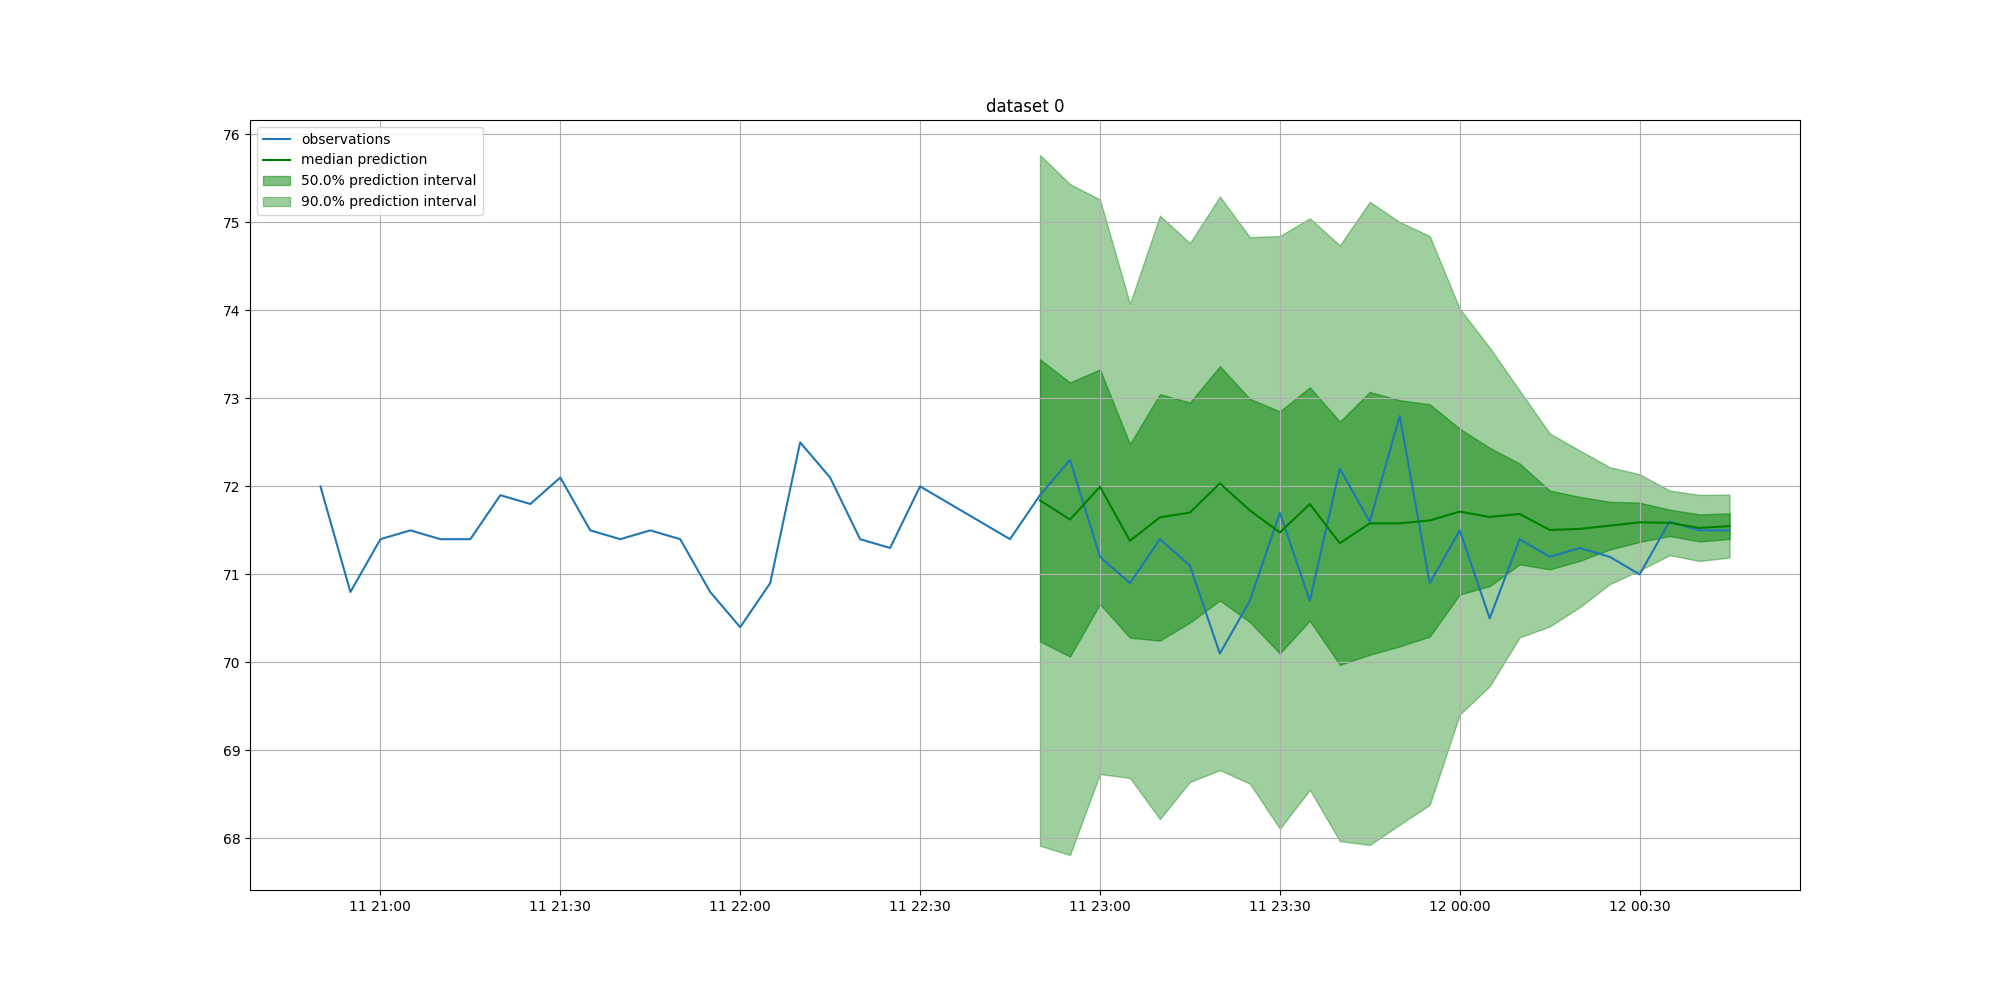 dataset 0
76
observations
median prediction
50.0% prediction interval
90.0% prediction interval
75
74
73
72
71
70
69
68
11 21:00 11 21:30 11 22:00 11 22:30 11 23:00 11 23:30 12 00:00 12 00:30